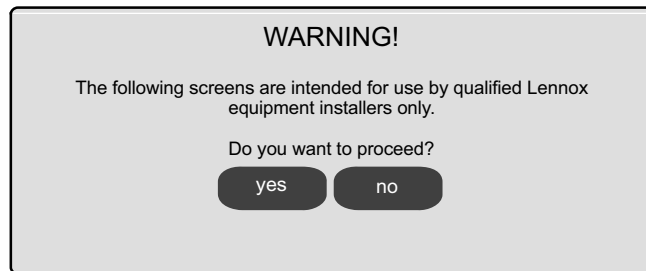 WARNING!
The following screens are intended for use by qualified Lennox
equipment installers only.
Do you want to proceed?
yes no